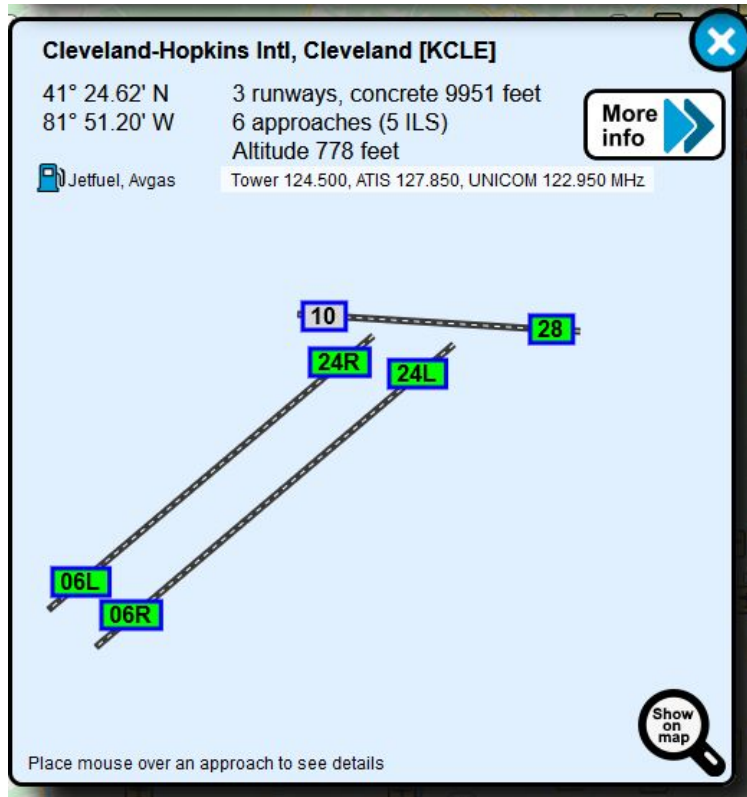 Cleveland-Hopkins Intl, Cleveland [KCLE]
41° 24.62' N
81° 51.20' W
3 runways, concrete 9951 feet
6 approaches (5 ILS)
Altitude 778 feet
More
info
Jetfuel, Avgas
Tower 124.500, ATIS 127.850, UNICOM 122.950 MHz
10
28
24R
24L
06L
06R
Show
on
map
Place mouse over an approach to see details